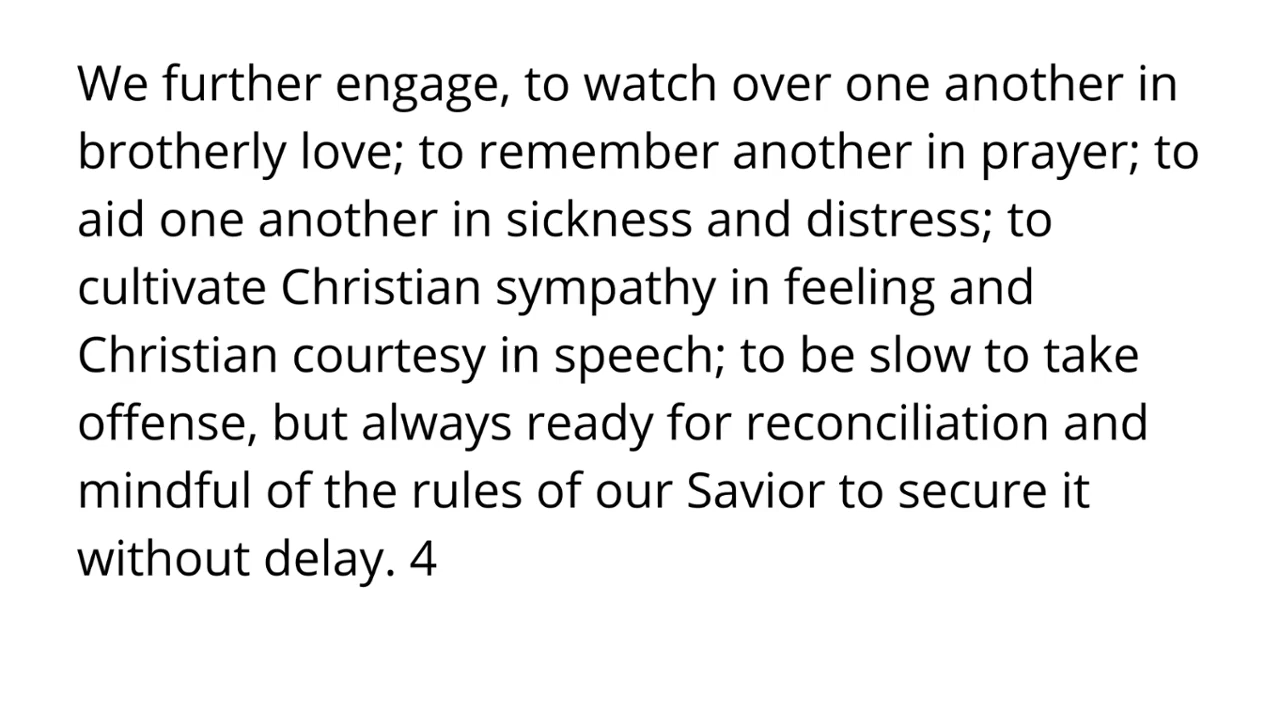 We further engage, to watch over one another in
brotherly love; to remember another in prayer; to
aid one another in sickness and distress; to
cultivate Christian sympathy in feeling and
Christian courtesy in speech; to be slow to take
offense, but always ready for reconciliation and
mindful of the rules of our Savior to secure it
without delay. 4